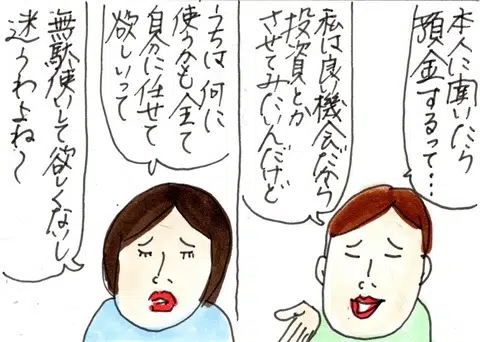 本人に聞いたら
預金するって…
私は良い機会だから
投資とか
させてみたいんだけど
うちは何に
使うかも全て
自分に任せて
欲しいって
無駄使いして欲しくないし
迷うわよね〜